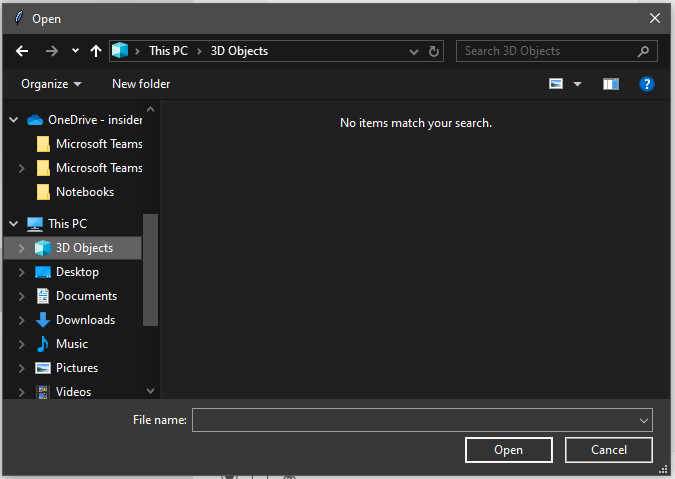 Open
This PC > 3D Objects
Search 3D Objects
Organize
New folder
OneDrive - insider
Microsoft Teams
Microsoft Teams
Notebooks
This PC
3D Objects
Desktop
Documents
Downloads
Music
Pictures
Videos
No items match your search.
File name:
Open
Cancel